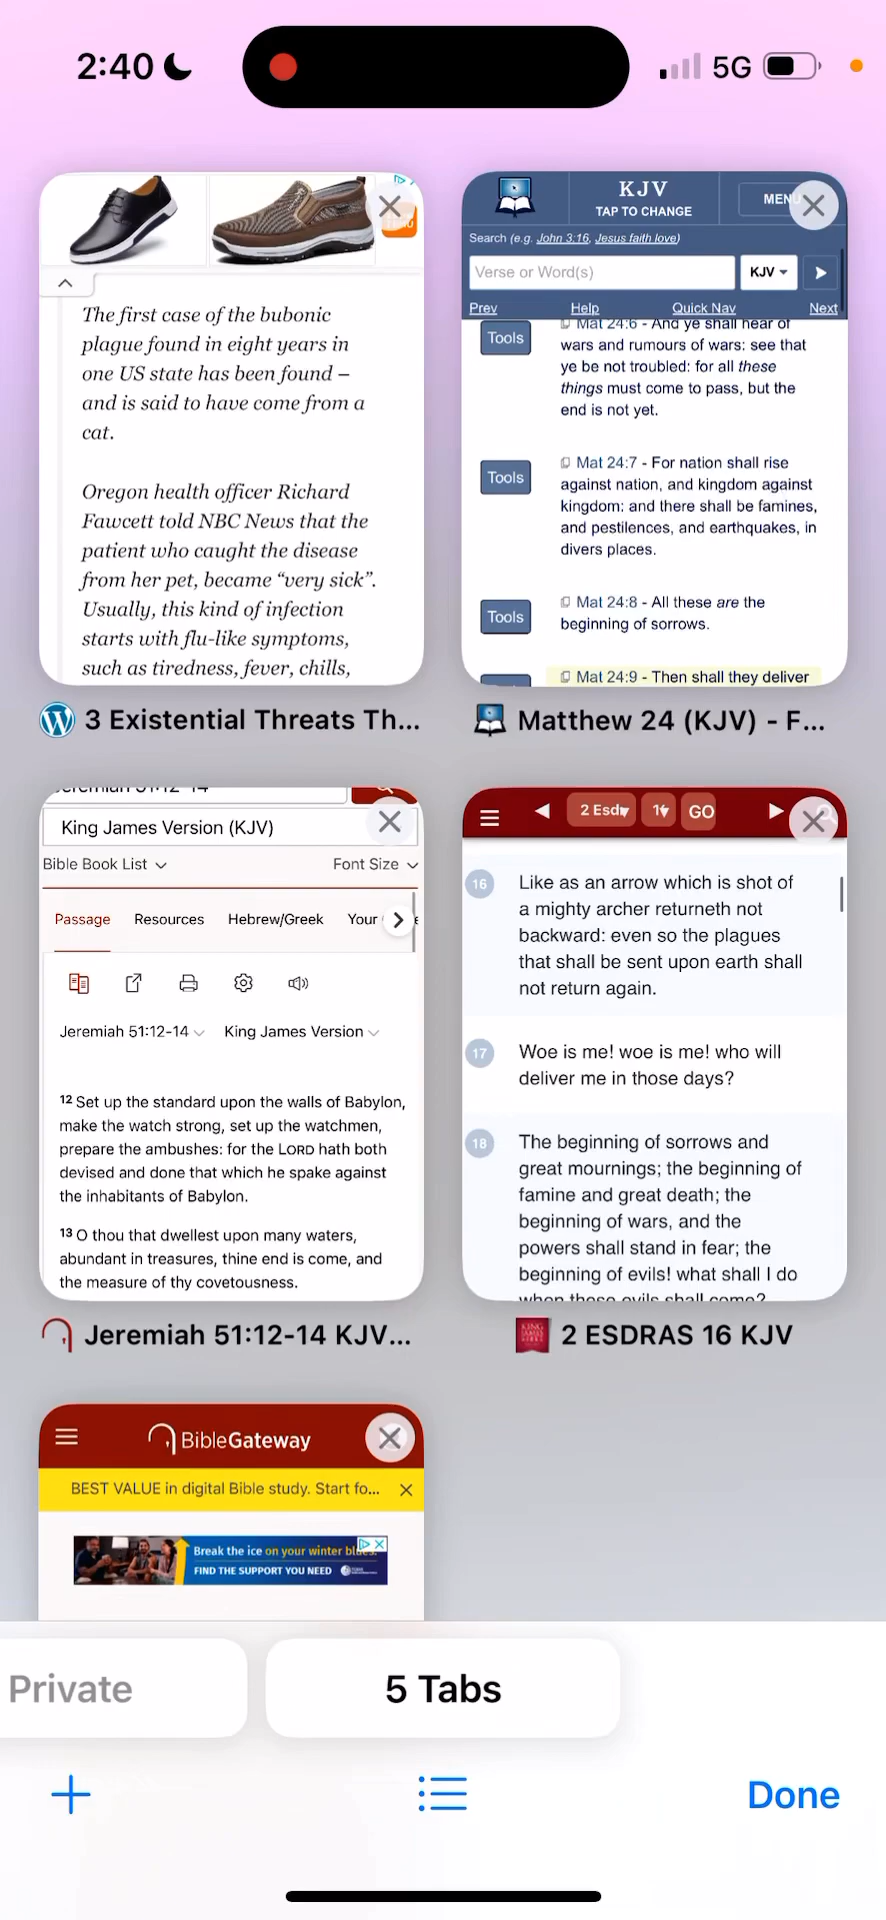 2:40
5G
The first case of the bubonic
plague found in eight years in
one US state has been found –
and is said to have come from a
cat.
Oregon health officer Richard
Fawcett told NBC News that the
patient who caught the disease
from her pet, became “very sick”.
Usually, this kind of infection
starts with flu-like symptoms,
such as tiredness, fever, chills,
3 Existential Threats Th...
KJV
TAP TO CHANGE
MENU
Search (e.g. John 3:16, Jesus faith love)
Verse or Word(s)
KJV
Prev
Help
Quick Nav
Next
Tools
Mat 24:6 - And ye shall hear of
wars and rumours of wars: see that
ye be not troubled: for all these
things must come to pass, but the
end is not yet.
Tools
Mat 24:7 - For nation shall rise
against nation, and kingdom against
kingdom: and there shall be famines,
and pestilences, and earthquakes, in
divers places.
Tools
Mat 24:8 - All these are the
beginning of sorrows.
Mat 24:9 - Then shall they deliver
Matthew 24 (KJV) - F...
Jeremiah 51:12-14
King James Version (KJV)
Bible Book List
Font Size
Passage
Resources
Hebrew/Greek
Your
Jeremiah 51:12-14
King James Version
12 Set up the standard upon the walls of Babylon,
make the watch strong, set up the watchmen,
prepare the ambushes: for the LORD hath both
devised and done that which he spake against
the inhabitants of Babylon.
13 O thou that dwellest upon many waters,
abundant in treasures, thine end is come, and
the measure of thy covetousness.
Jeremiah 51:12-14 KJV...
2 Esd
GO
16
Like as an arrow which is shot of
a mighty archer returneth not
backward: even so the plagues
that shall be sent upon earth shall
not return again.
17
Woe is me! woe is me! who will
deliver me in those days?
18
The beginning of sorrows and
great mournings; the beginning of
famine and great death; the
beginning of wars, and the
powers shall stand in fear; the
beginning of evils! what shall I do
when these evils shall come?
2 ESDRAS 16 KJV
BibleGateway
BEST VALUE in digital Bible study. Start fo...
Break the ice on your winter blues.
FIND THE SUPPORT YOU NEED
Private
5 Tabs
Done